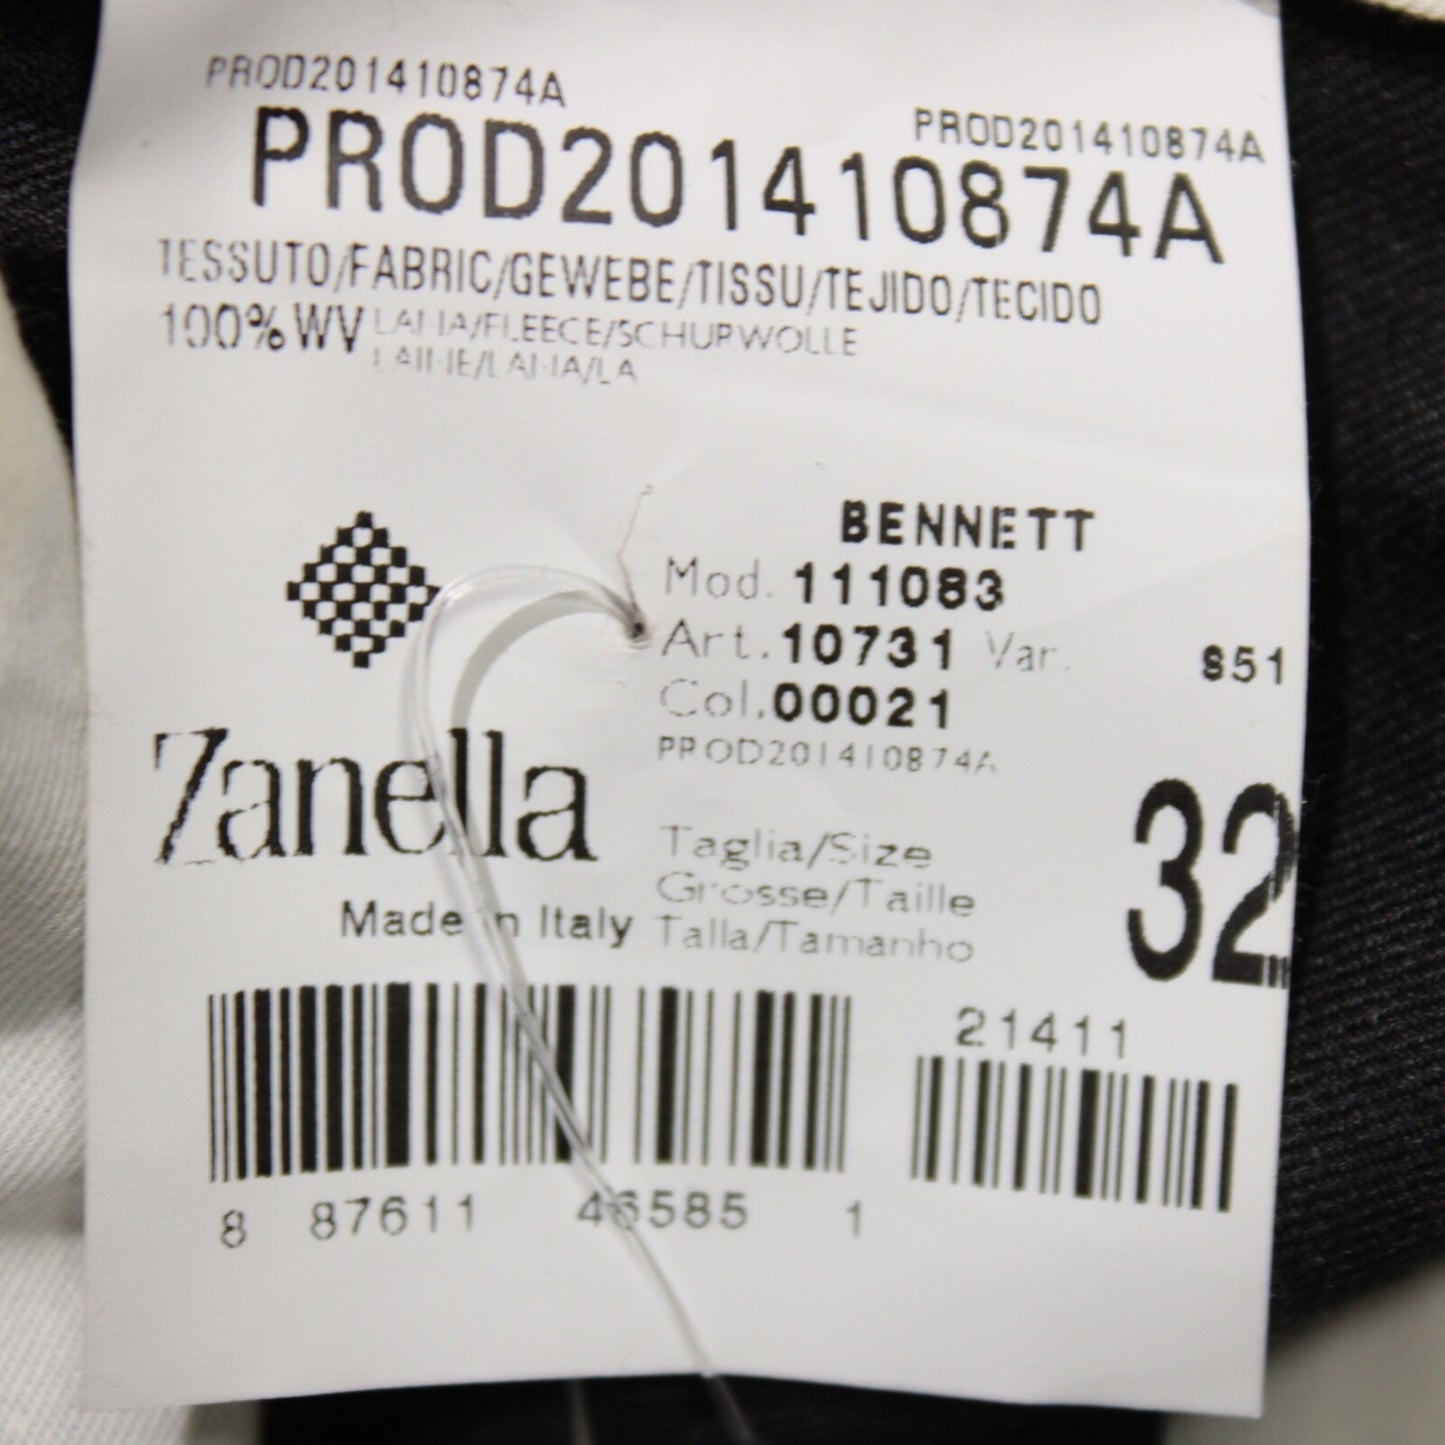 PROD201410874A
PROD201410874A
PROD201410874A
TESSUTO/FABRIC/GEWEBE/TISSU/TEJIDO/TECIDO
100% WV LANA/FLEECE/SCHURWOLLE
LAINE/LANA/LA
BENNETT
Mod. 111083
Art. 10731 Var. 851
Col. 00021
PROD201410874A
Zanella
Made in Italy
Taglia/Size
Grosse/Taille
Talla/Tamanho
32
21411
8 87611 46585 1